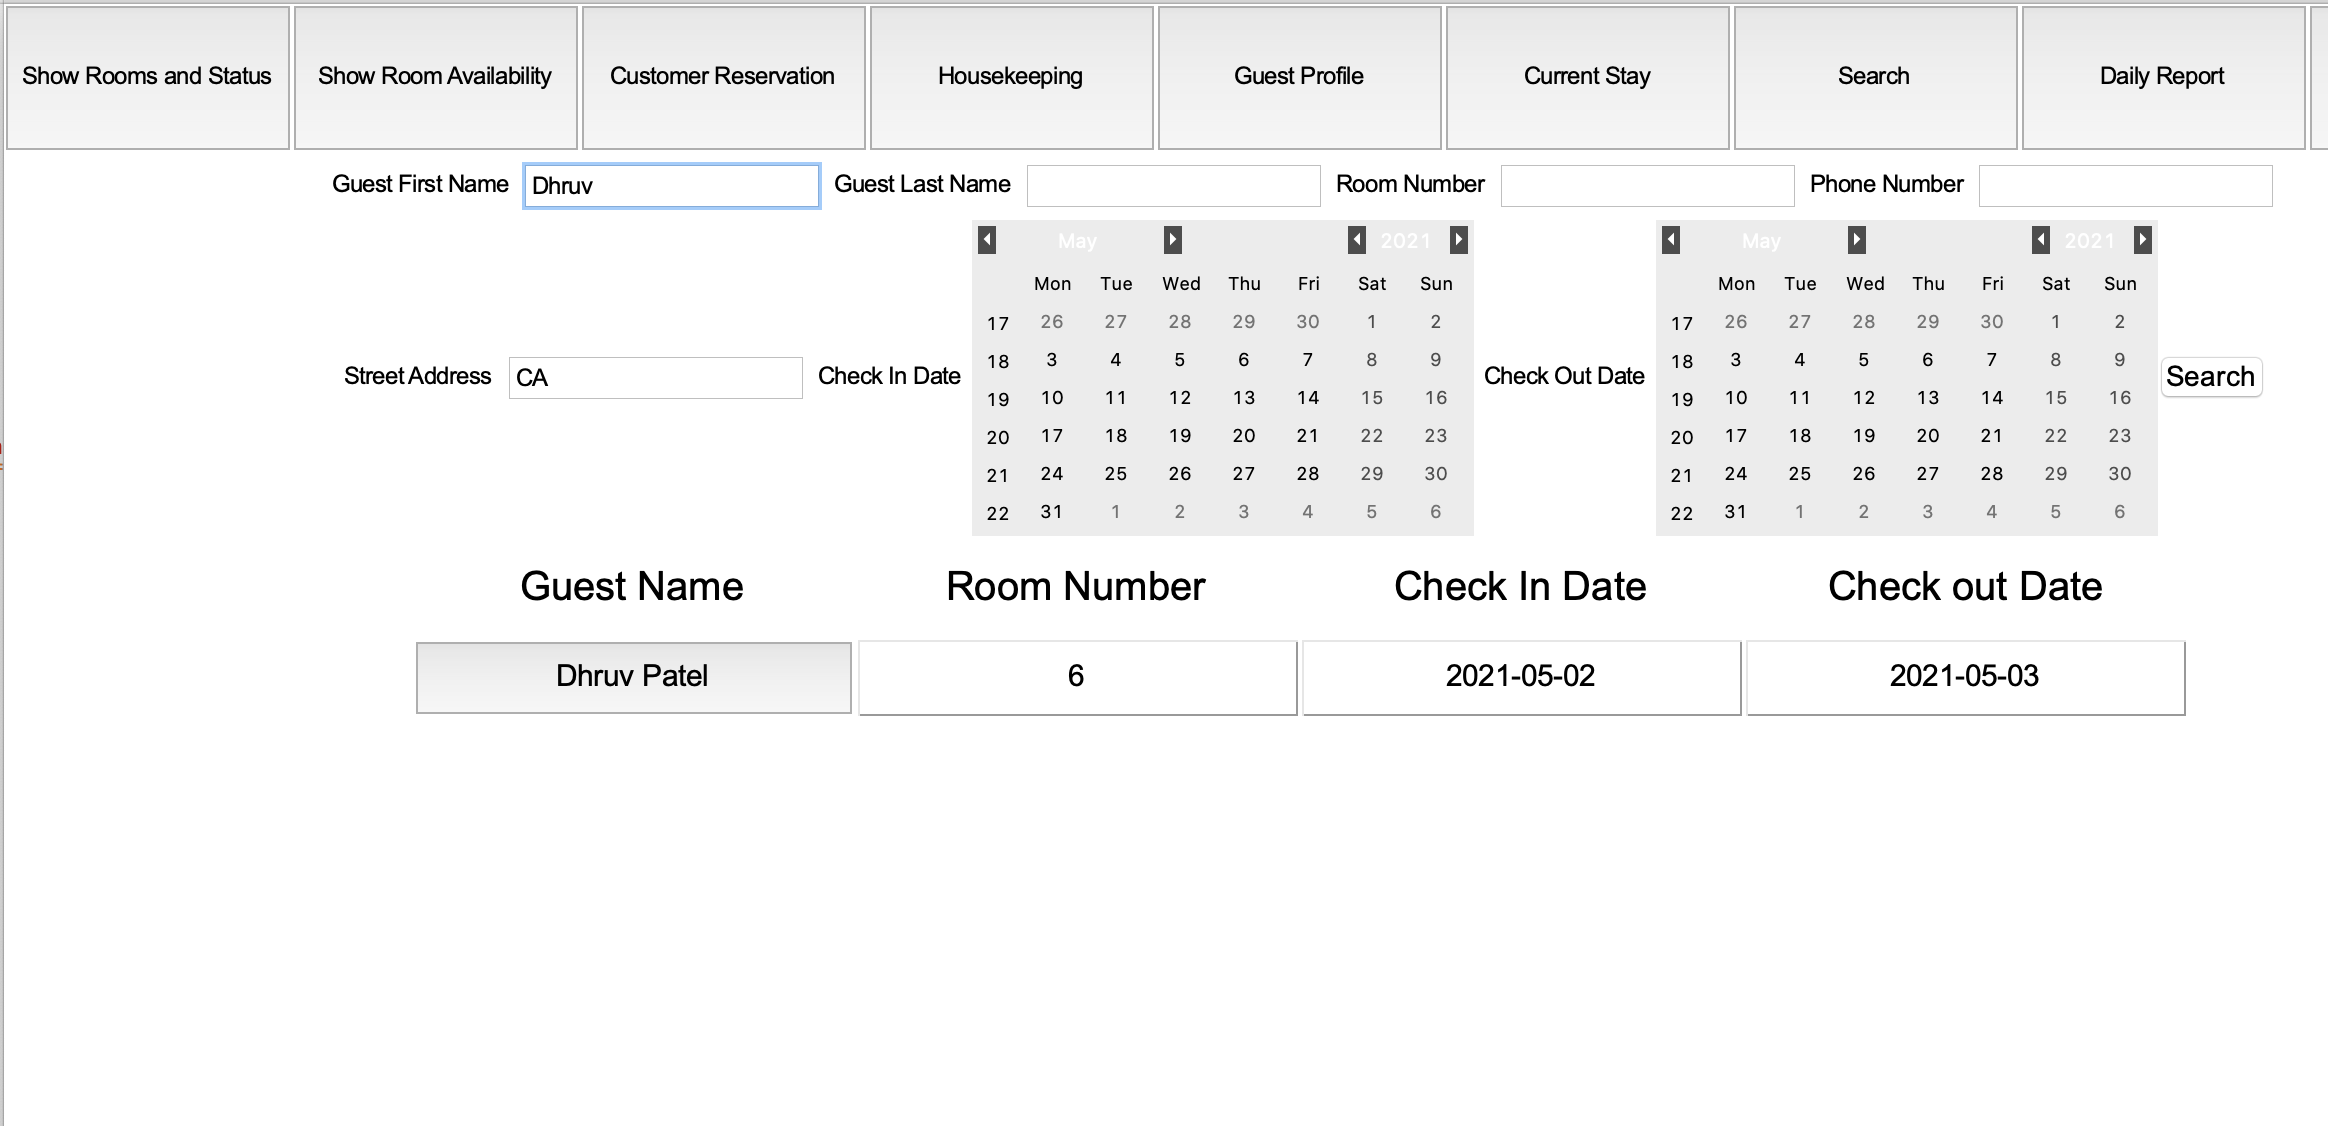 Show Rooms and Status Show Room Availability Customer Reservation Housekeeping Guest Profile Current Stay Search Daily Report
Guest First Name Dhruv Guest Last Name Room Number Phone Number
May 2021 May 2021
Mon Tue Wed Thu Fri Sat Sun Mon Tue Wed Thu Fri Sat Sun
17 26 27 28 29 30 1 2 17 26 27 28 29 30 1 2
18 3 4 5 6 7 8 9 18 3 4 5 6 7 8 9
Street Address CA Check In Date Check Out Date Search
19 10 11 12 13 14 15 16 19 10 11 12 13 14 15 16
20 17 18 19 20 21 22 23 20 17 18 19 20 21 22 23
21 24 25 26 27 28 29 30 21 24 25 26 27 28 29 30
22 31 1 2 3 4 5 6 22 31 1 2 3 4 5 6
Guest Name Room Number Check In Date Check out Date
Dhruv Patel 6 2021-05-02 2021-05-03